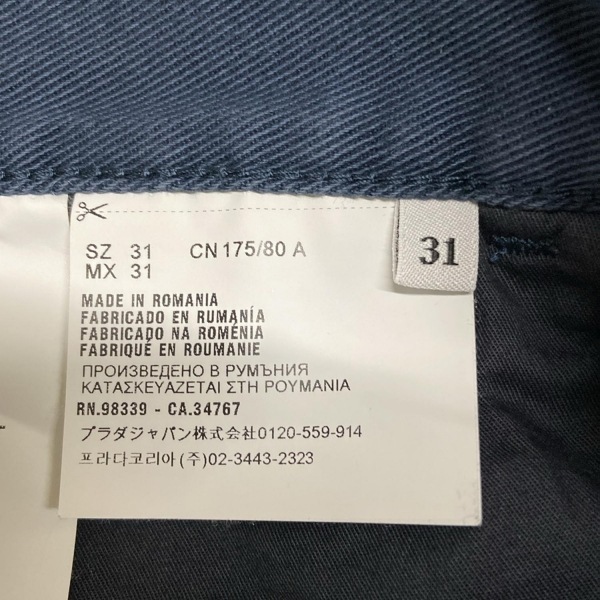 SZ 31 CN 175/80 A
MX 31
31
MADE IN ROMANIA
FABRICADO EN RUMANÍA
FABRICADO NA ROMÉNIA
FABRIQUÉ EN ROUMANIE
ПРОИЗВЕДЕНО В РУМЪНИЯ
ΚΑΤΑΣΚΕΥΑΖΕΤΑΙ ΣΤΗ ΡΟΥΜΑΝΙΑ
RN.98339 - CA.34767
プラダジャパン株式会社0120-559-914
프라다코리아(주)02-3443-2323